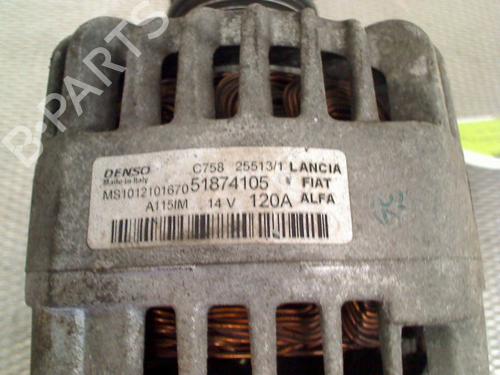 B-PARTS
DENSO C758 25513/1 LANCIA
Made in Italy
MS1012101670 51874105 FIAT
A115IM 14 V 120A ALFA